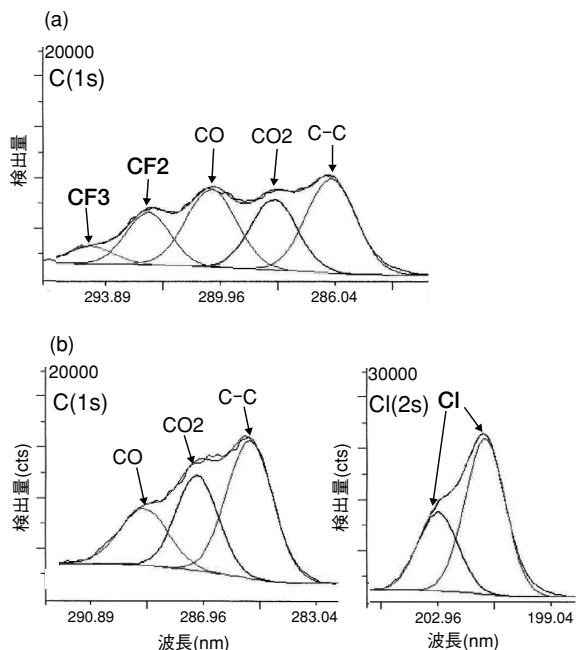 (a)
20000
C(1s)
検出量
CF3
CF2
CO
CO2
C-C
293.89
289.96
286.04
(b)
20000
C(1s)
検出量(cts)
CO
CO2
C-C
290.89
286.96
283.04
波長(nm)
30000
Cl(2s)
検出量(cts)
Cl
202.96
199.04
波長(nm)